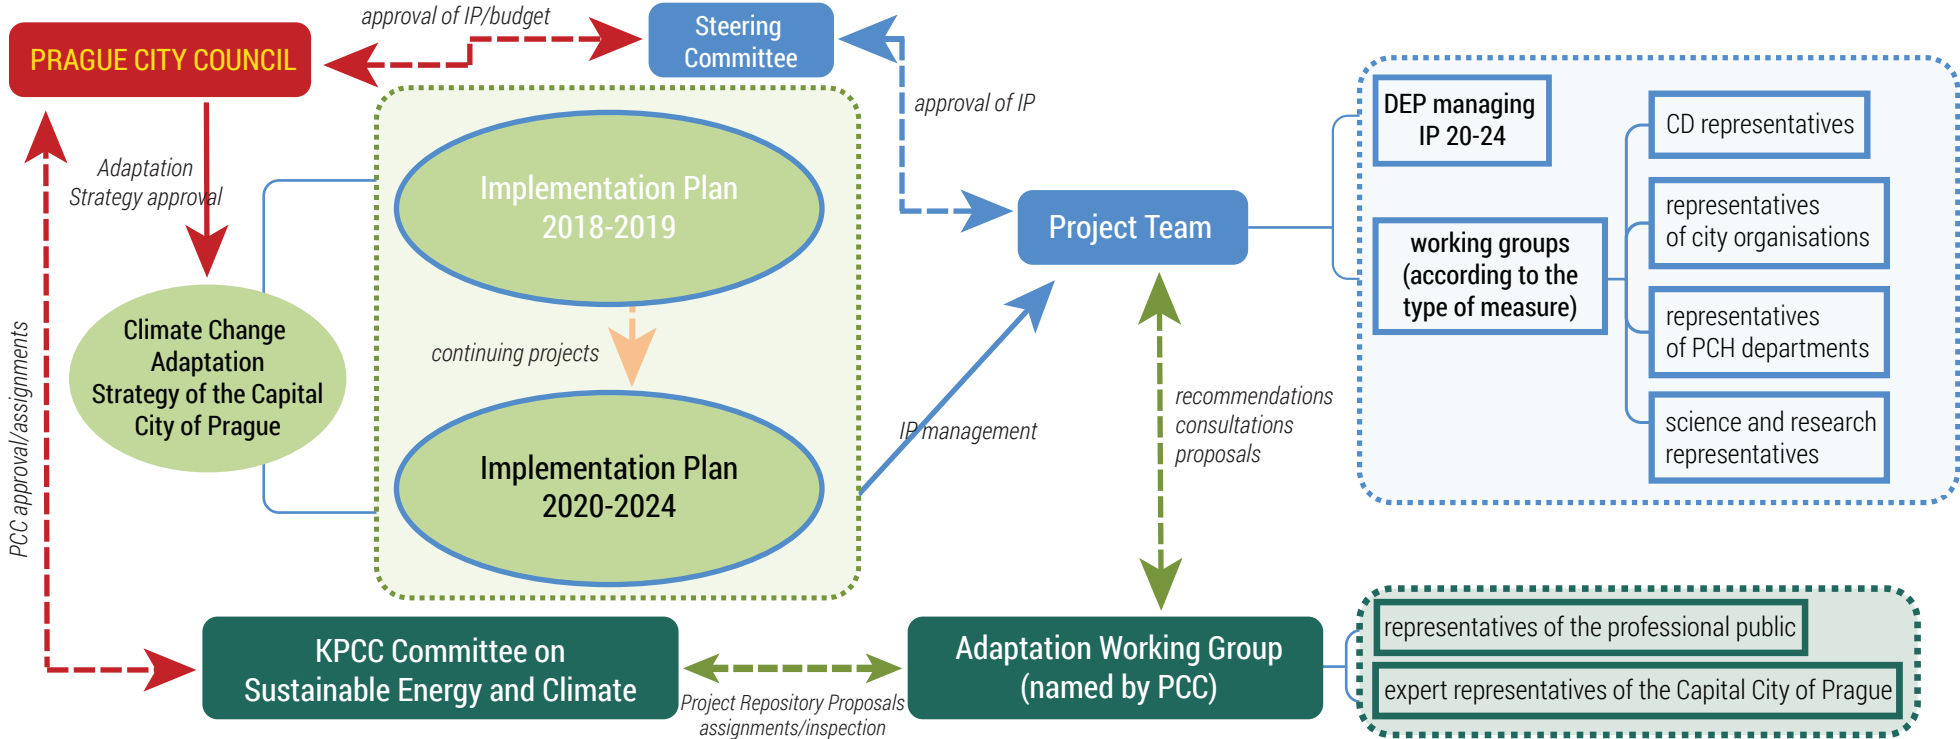 approval of IP/budget
PRAGUE CITY COUNCIL
Steering
Committee
approval of IP
Adaptation
Strategy approval
Implementation Plan
2018-2019
continuing projects
Implementation Plan
2020-2024
Climate Change
Adaptation
Strategy of the Capital
City of Prague
PCC approval/assignments
IP management
Project Team
recommendations
consultations
proposals
DEP managing
IP 20-24
working groups
(according to the
type of measure)
CD representatives
representatives
of city organisations
representatives
of PCH departments
science and research
representatives
KPCC Committee on
Sustainable Energy and Climate
Project Repository Proposals
assignments/inspection
Adaptation Working Group
(named by PCC)
representatives of the professional public
expert representatives of the Capital City of Prague